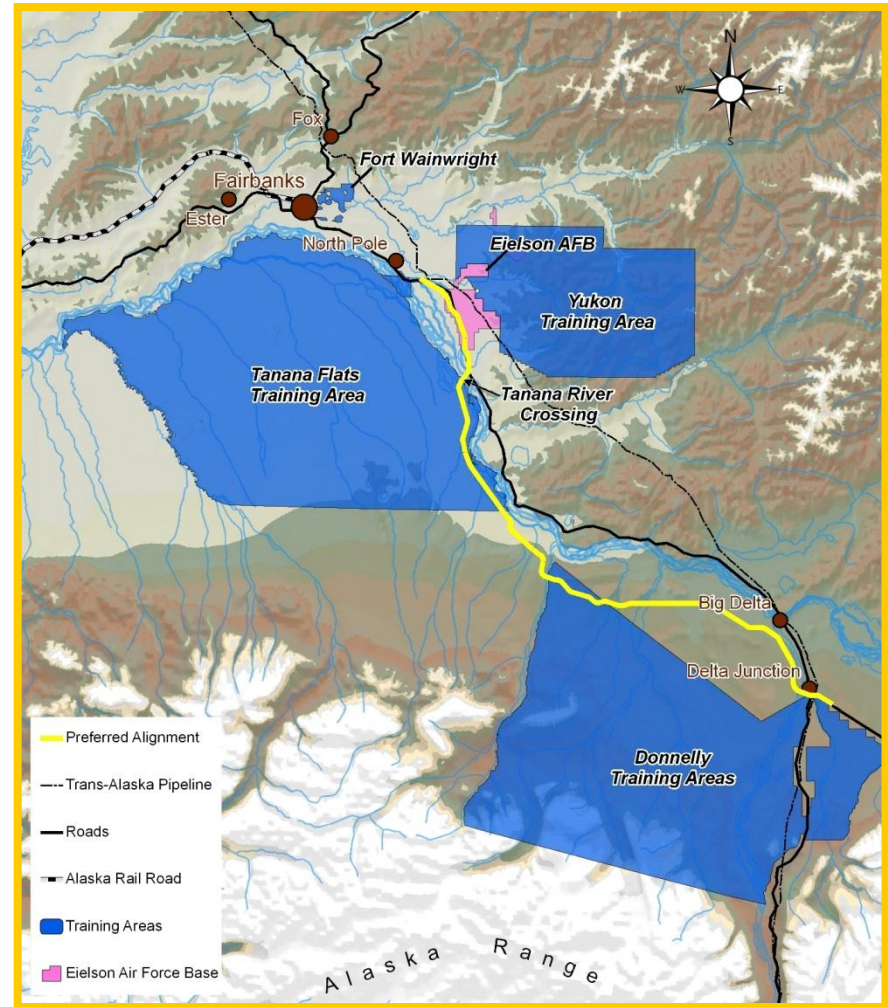 N
W
E
S
Fox
Fort Wainwright
Fairbanks
Ester
North Pole
Eielson AFB
Yukon
Training Area
Tanana Flats
Training Area
Tanana River
Crossing
Big Delta
Delta Junction
Donnelly
Training Areas
Preferred Alignment
Trans-Alaska Pipeline
Roads
Alaska Rail Road
Training Areas
Eielson Air Force Base
Alaska Range